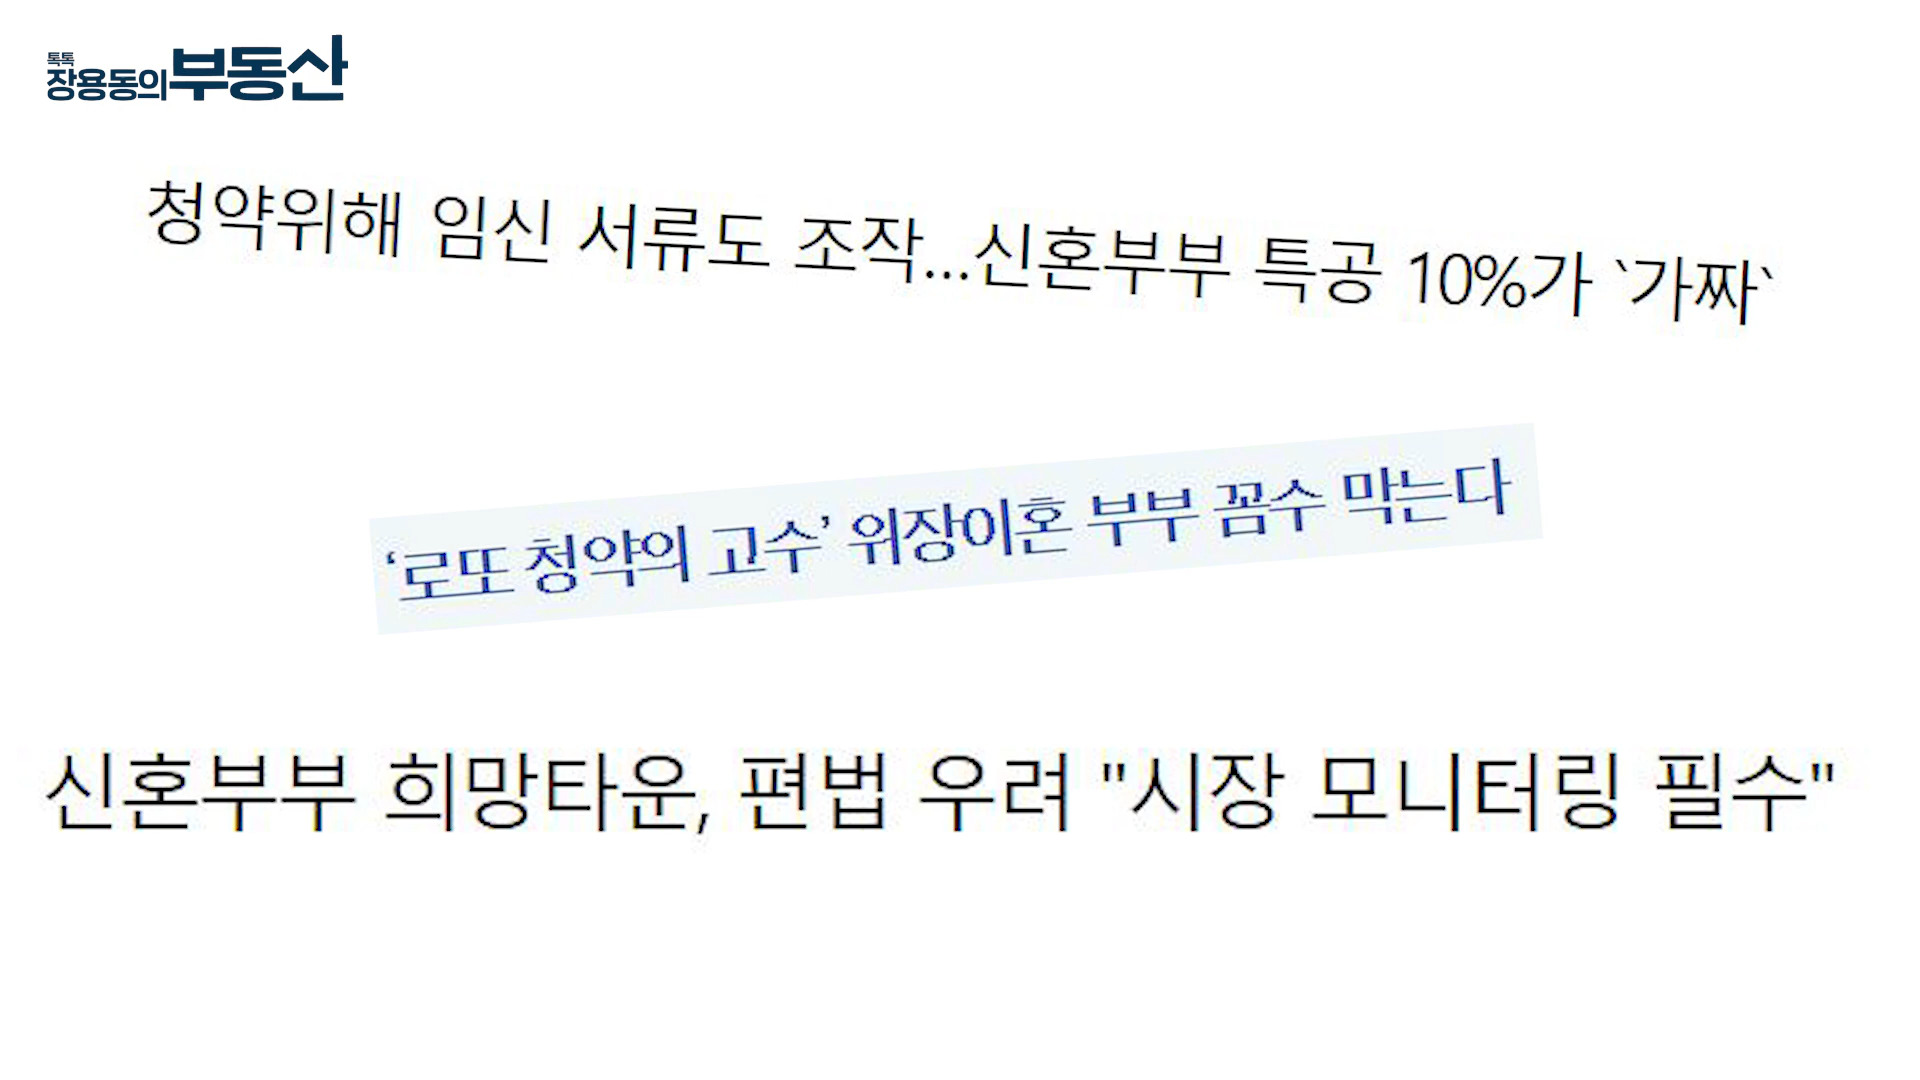 톡톡
장용동의부동산
청약위해 임신 서류도 조작...신혼부부 특공 10%가 `가짜`
‘로또 청약의 교수’ 위장이혼 부부 꼼수 막는다
신혼부부 희망타운, 편법 우려 "시장 모니터링 필수"